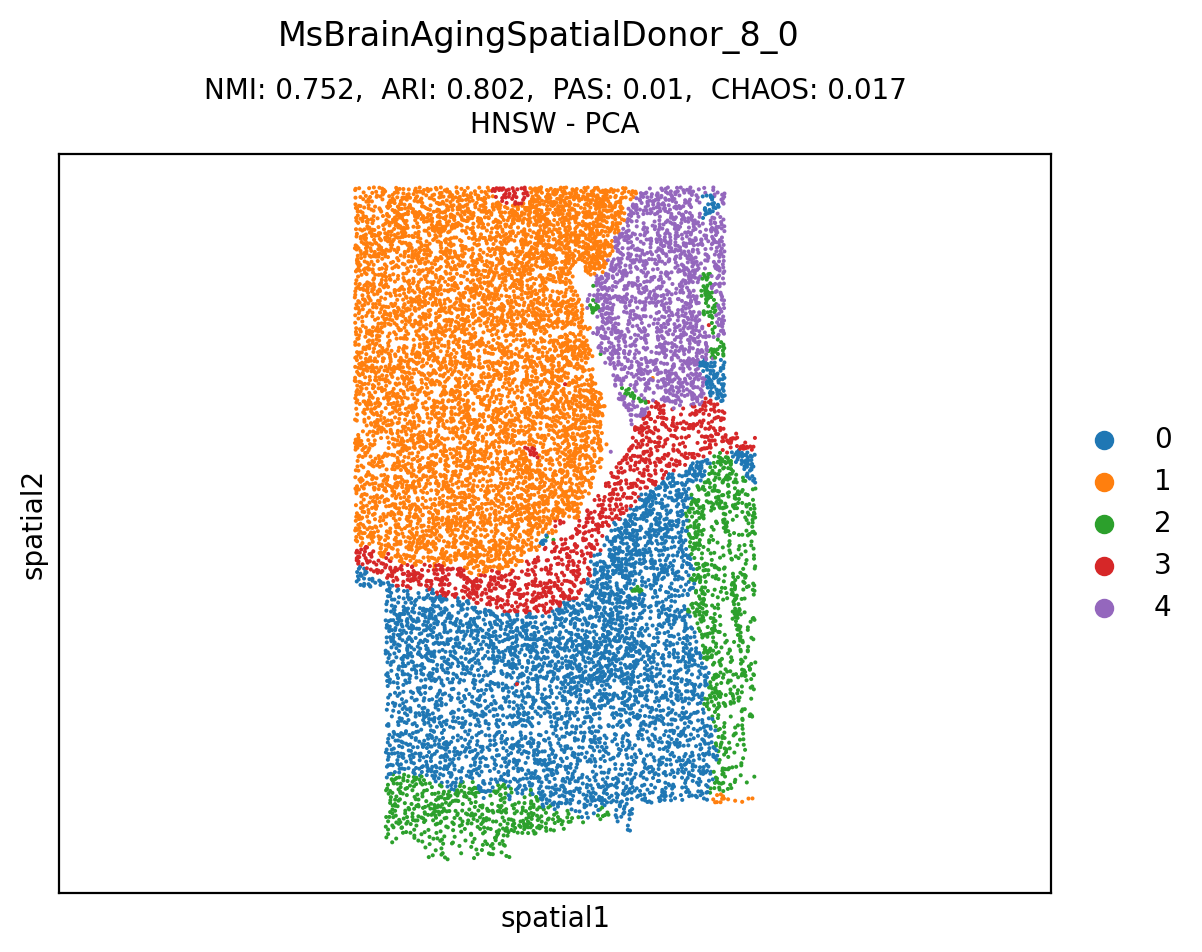 MsBrainAgingSpatialDonor_8_0
NMI: 0.752,  ARI: 0.802,  PAS: 0.01,  CHAOS: 0.017
HNSW - PCA
spatial2
0
1
2
3
4
spatial1